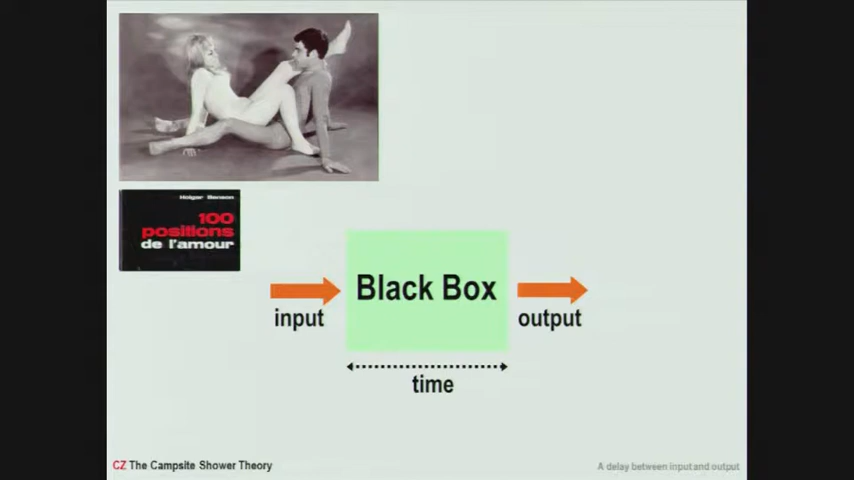 Holger Benson
100
positions
de l'amour
Black Box
input
output
time
CZ The Campsite Shower Theory
A delay between input and output